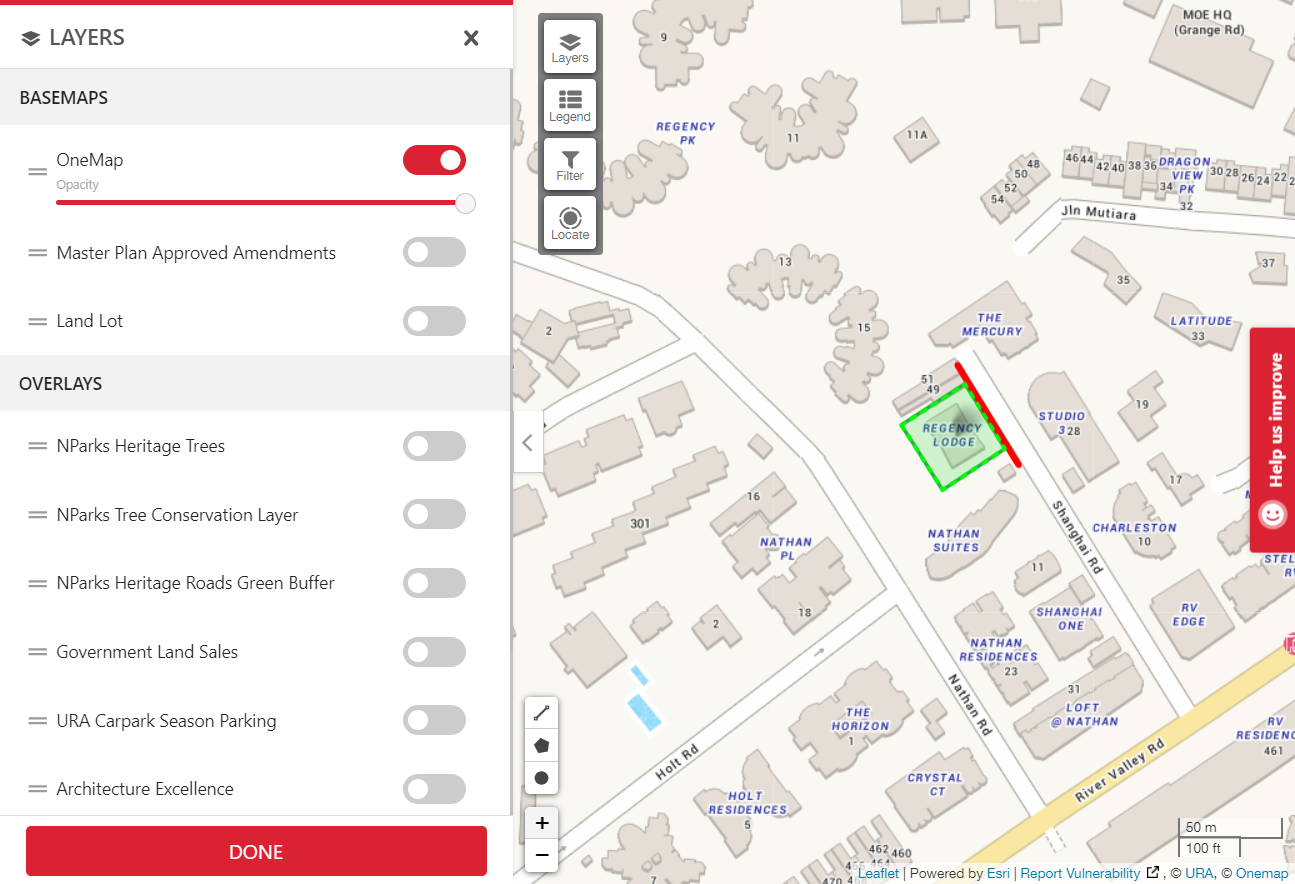 LAYERS
BASEMAPS
OneMap
Opacity
Master Plan Approved Amendments
Land Lot
OVERLAYS
NParks Heritage Trees
NParks Tree Conservation Layer
NParks Heritage Roads Green Buffer
Government Land Sales
URA Carpark Season Parking
Architecture Excellence
DONE
Layers
Legend
Filter
Locate
MOE HQ
(Grange Rd)
9
REGENCY
PK
11
11A
48
50
52
54
46 44
42 40
38 36
DRAGON
VIEW
PK
34
32
30 28
26 24
22
Jln Mutiara
37
35
13
15
2
THE
MERCURY
LATITUDE
33
51
49
REGENCY
LODGE
STUDIO
3 28
19
17
Help us improve
301
16
NATHAN
PL
18
2
NATHAN
SUITES
Shanghai Rd
CHARLESTON
10
11
SHANGHAI
ONE
RV
EDGE
NATHAN
RESIDENCES
23
31
LOFT
@ NATHAN
Nathan Rd
THE
HORIZON
1
Holt Rd
HOLT
RESIDENCES
5
CRYSTAL
CT
River Valley Rd
RV
461
462 460
7
+
−
50 m
100 ft
Leaflet | Powered by Esri | Report Vulnerability , © URA, © Onemap